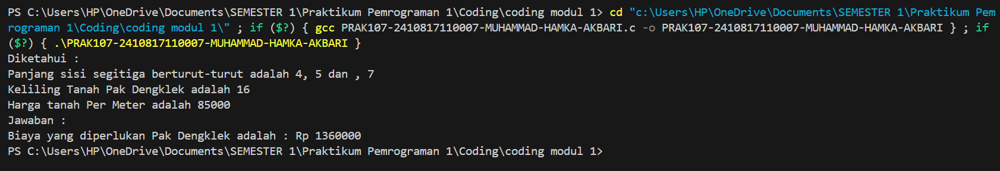 PS C:\Users\HP\OneDrive\Documents\SEMESTER 1\Praktikum Pemrograman 1\Coding\coding modul 1> cd "c:\Users\HP\OneDrive\Documents\SEMESTER 1\Praktikum Pem
rograman 1\Coding\coding modul 1\" ; if ($?) { gcc PRAK107-2410817110007-MUHAMMAD-HAMKA-AKBARI.c -o PRAK107-2410817110007-MUHAMMAD-HAMKA-AKBARI } ; if
($?) { .\PRAK107-2410817110007-MUHAMMAD-HAMKA-AKBARI }
Diketahui :
Panjang sisi segitiga berturut-turut adalah 4, 5 dan , 7
Keliling Tanah Pak Dengklek adalah 16
Harga tanah Per Meter adalah 85000
Jawaban :
Biaya yang diperlukan Pak Dengklek adalah : Rp 1360000
PS C:\Users\HP\OneDrive\Documents\SEMESTER 1\Praktikum Pemrograman 1\Coding\coding modul 1>